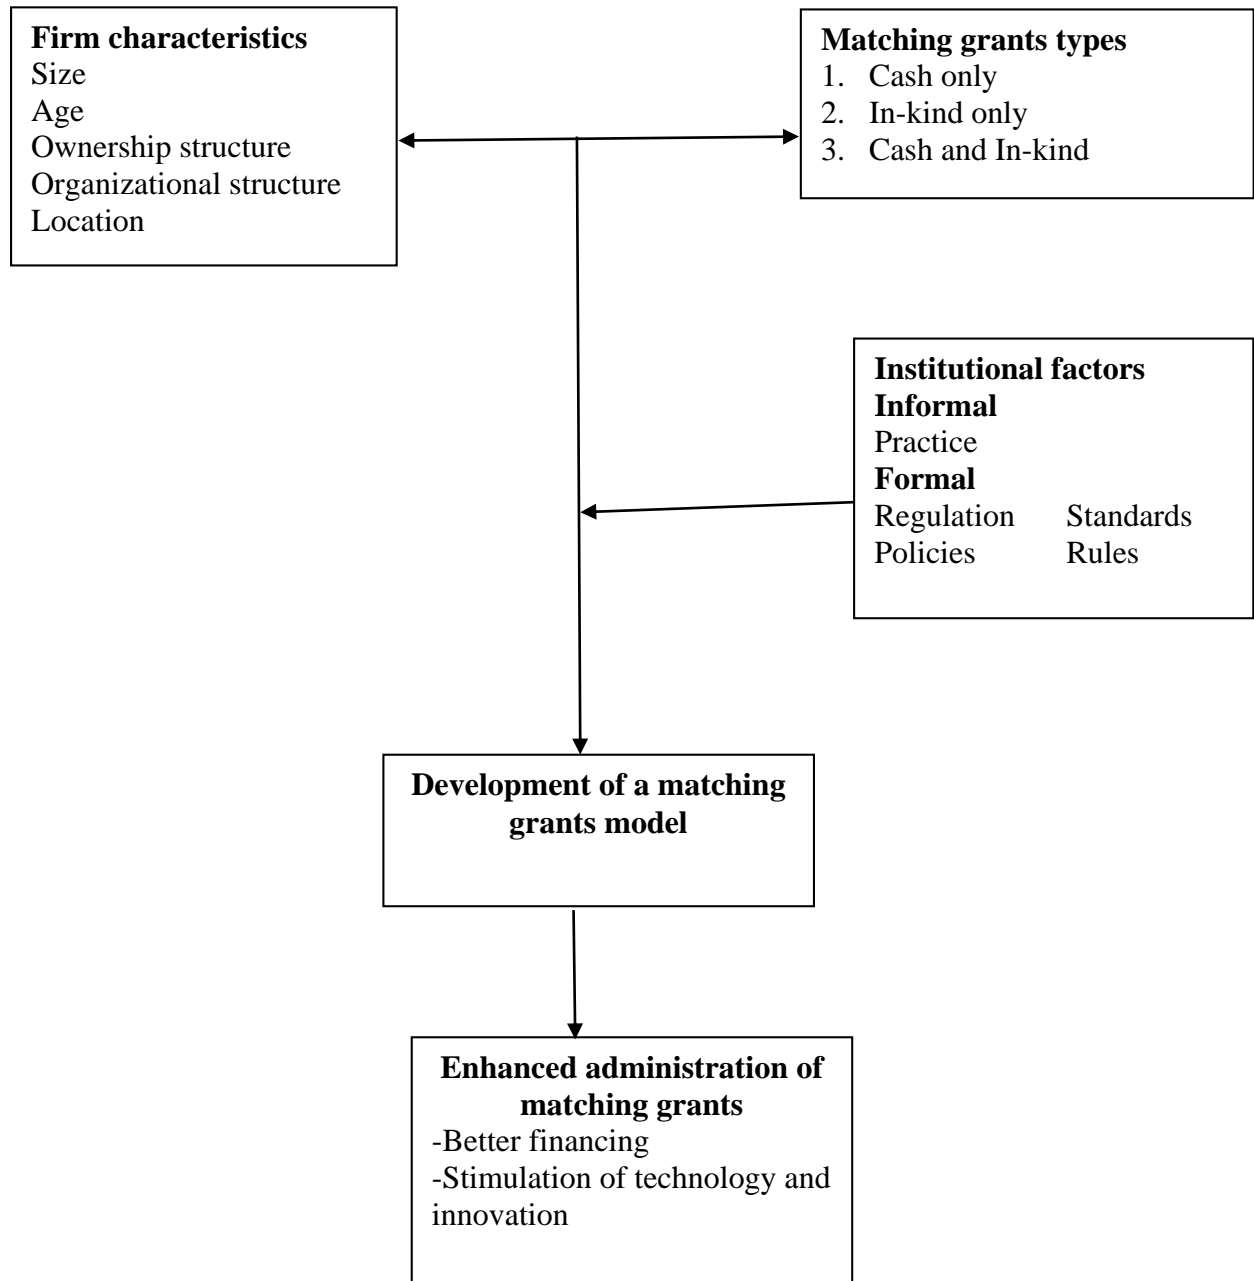 Firm characteristics
Size
Age
Ownership structure
Organizational structure
Location
Matching grants types
1. Cash only
2. In-kind only
3. Cash and In-kind
Institutional factors
Informal
Practice
Formal
Regulation Standards
Policies Rules
Development of a matching
grants model
Enhanced administration of
matching grants
-Better financing
-Stimulation of technology and
innovation